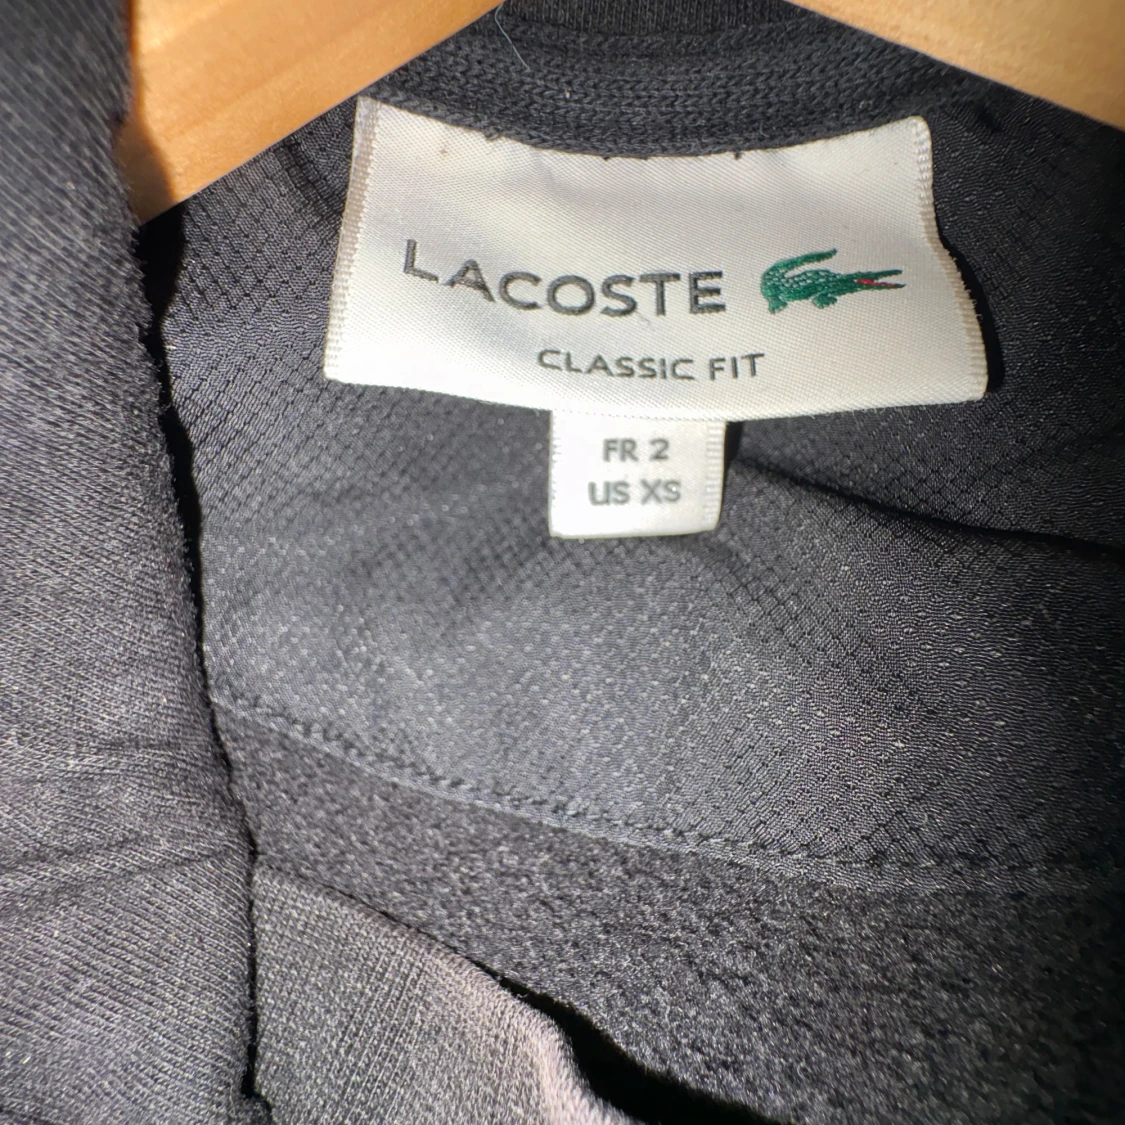 LACOSTE
CLASSIC FIT
FR 2
US XS